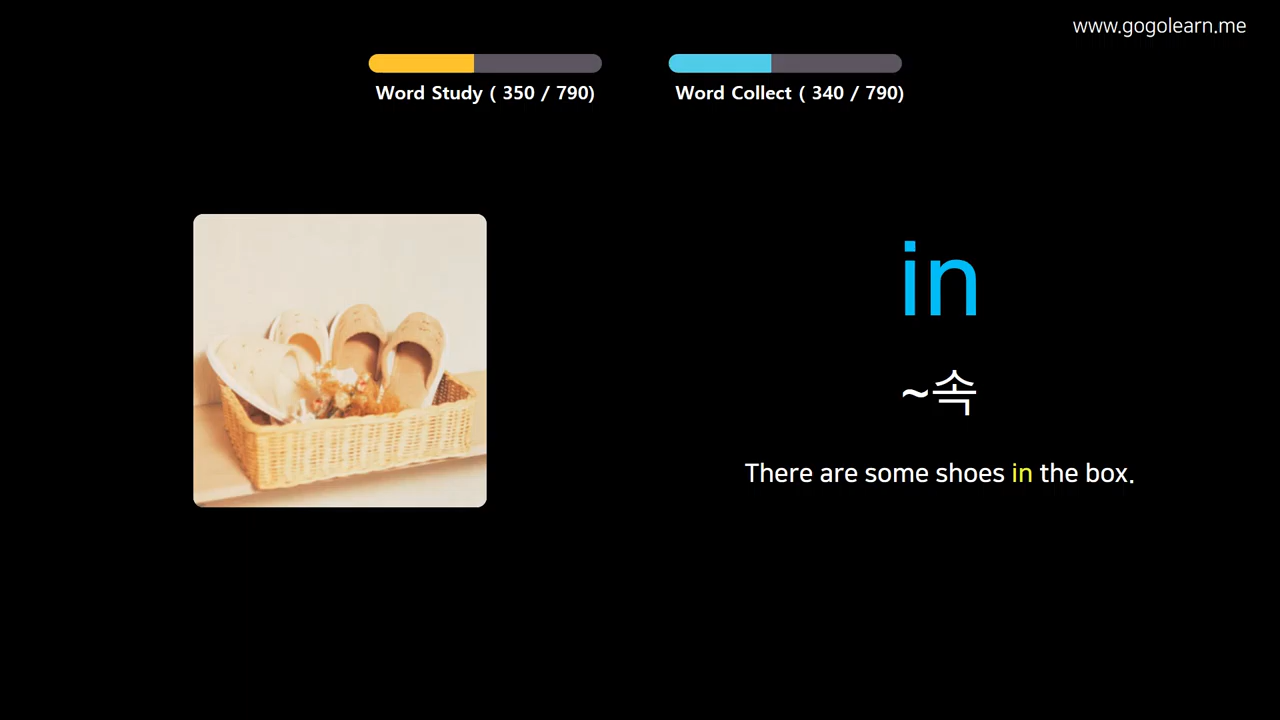 www.gogolearn.me
Word Study ( 350 / 790)
Word Collect ( 340 / 790)
in
~속
There are some shoes in the box.